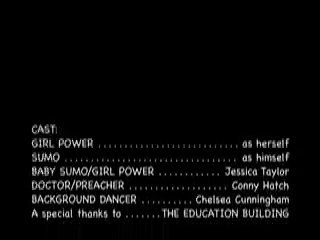 CAST:
GIRL POWER ........................... as herself
SUMO ................................. as himself
BABY SUMO/GIRL POWER ............ Jessica Taylor
DOCTOR/PREACHER ................... Conny Hatch
BACKGROUND DANCER .......... Chelsea Cunningham
A special thanks to .......THE EDUCATION BUILDING